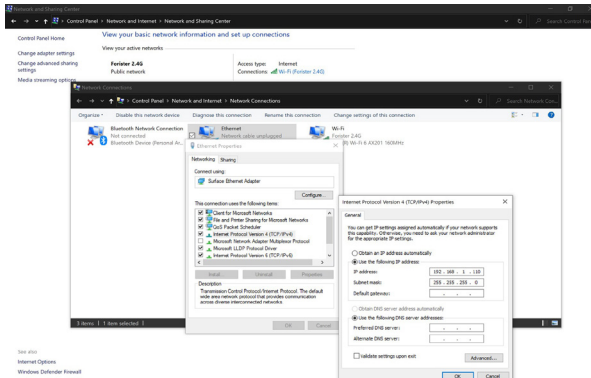 Network and Sharing Center
Control Panel > Network and Internet > Network and Sharing Center
Search Control
Control Panel Home
Change adapter settings
Change advanced sharing
settings
Media streaming options
View your basic network information and set up connections
View your active networks
Forister 2.4G
Public network
Access type: Internet
Connections: Wi-Fi (Forister 2.4G)
Network Connections
Control Panel > Network and Internet > Network Connections
Search Network Con...
Organize
Disable this network device
Diagnose this connection
Rename this connection
Change settings of this connection
Bluetooth Network Connection
Not connected
Bluetooth Device (Personal Ar...
Ethernet
Network cable unplugged
Wi-Fi
Forister 2.4G
(R) Wi-Fi 6 AX201 160MHz
Ethernet Properties
Networking
Sharing
Connect using:
Surface Ethernet Adapter
Configure...
This connection uses the following items:
Client for Microsoft Networks
File and Printer Sharing for Microsoft Networks
QoS Packet Scheduler
Internet Protocol Version 4 (TCP/IPv4)
Microsoft Network Adapter Multiplexor Protocol
Microsoft LLDP Protocol Driver
Internet Protocol Version 6 (TCP/IPv6)
Install...
Uninstall
Properties
Description
Transmission Control Protocol/Internet Protocol. The default
wide area network protocol that provides communication
across diverse interconnected networks.
OK
Cancel
Internet Protocol Version 4 (TCP/IPv4) Properties
General
You can get IP settings assigned automatically if your network supports
this capability. Otherwise, you need to ask your network administrator
for the appropriate IP settings.
Obtain an IP address automatically
Use the following IP address:
IP address: 192 . 168 . 1 . 110
Subnet mask: 255 . 255 . 255 . 0
Default gateway: . . .
Obtain DNS server address automatically
Use the following DNS server addresses:
Preferred DNS server: . . .
Alternate DNS server: . . .
Validate settings upon exit
Advanced...
OK
Cancel
3 items
1 item selected
See also
Internet Options
Windows Defender Firewall